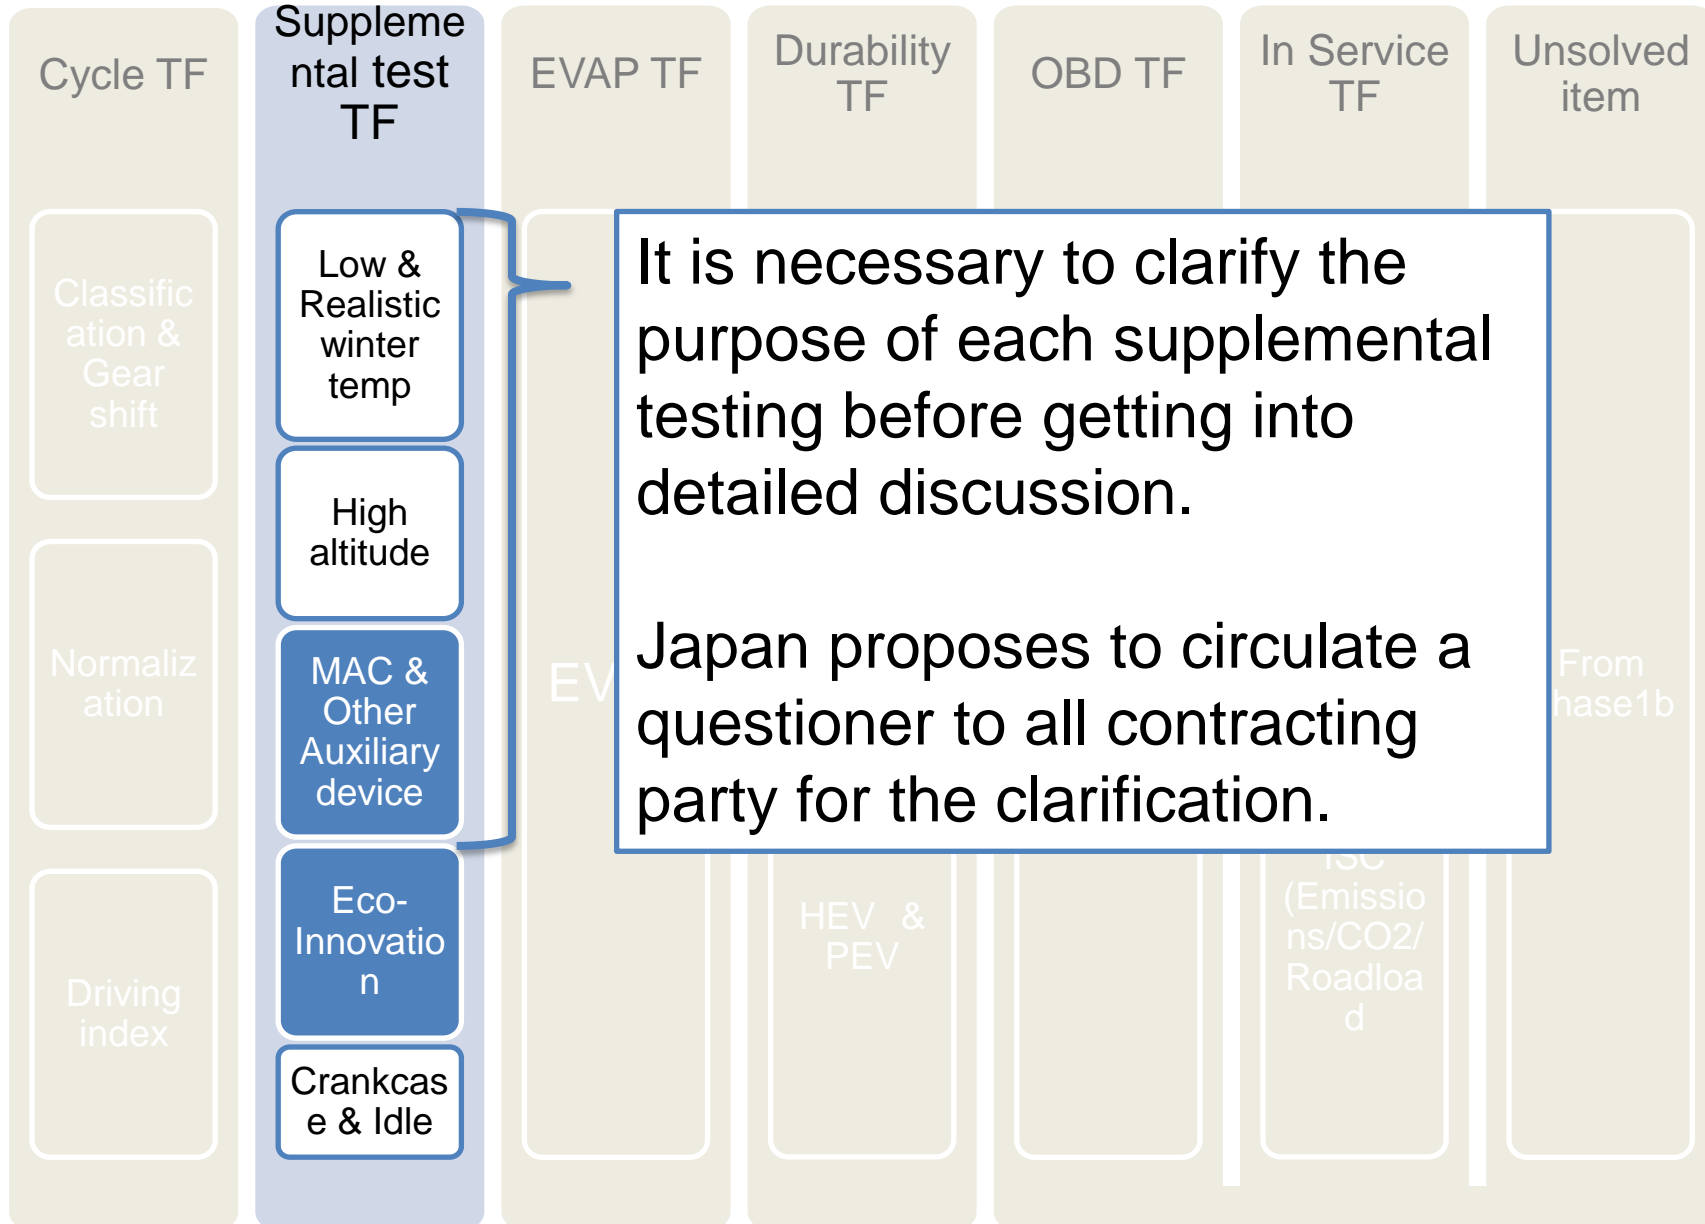 Cycle TF
Suppleme
ntal test
TF
EVAP TF
Durability
TF
OBD TF
In Service
TF
Unsolved
item
Classific
ation &
Gear
shift
Normaliz
ation
Driving
index
Low &
Realistic
winter
temp
High
altitude
MAC &
Other
Auxiliary
device
Eco-
Innovatio
n
Crankcas
e & Idle
EV
It is necessary to clarify the
purpose of each supplemental
testing before getting into
detailed discussion.
Japan proposes to circulate a
questioner to all contracting
party for the clarification.
HEV & 
PEV
ISC
(Emissio
ns/CO2/
Roadloa
d
From
hase1b